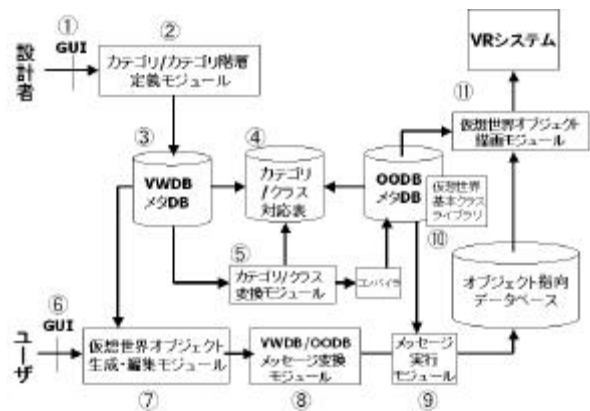 ①
GUI
設計者
②
カテゴリ/カテゴリ階層
定義モジュール
VRシステム
⑪
仮想世界オブジェクト
描画モジュール
③
VWDB
メタDB
④
カテゴリ
/クラス
対応表
OODB
メタDB
仮想世界
基本クラス
ライブラリ
⑩
⑤
カテゴリ/クラス
変換モジュール
コンパイラ
オブジェクト指向
データベース
⑥
GUI
ユーザ
仮想世界オブジェクト
生成・編集モジュール
⑦
VWDB/OODB
メッセージ変換
モジュール
⑧
メッセージ
実行
モジュール
⑨